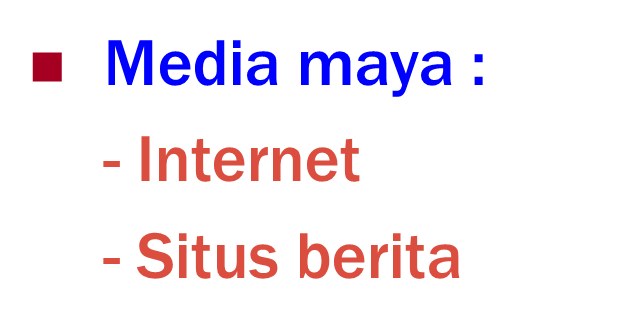 ■ Media maya :
- Internet
- Situs berita